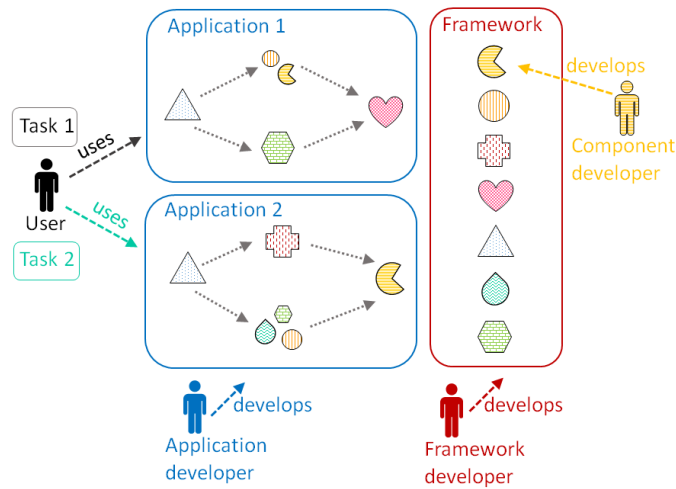 Application 1
Framework
develops
Task 1
uses
Component
developer
User
uses
Task 2
Application 2
develops
Application
developer
develops
Framework
developer